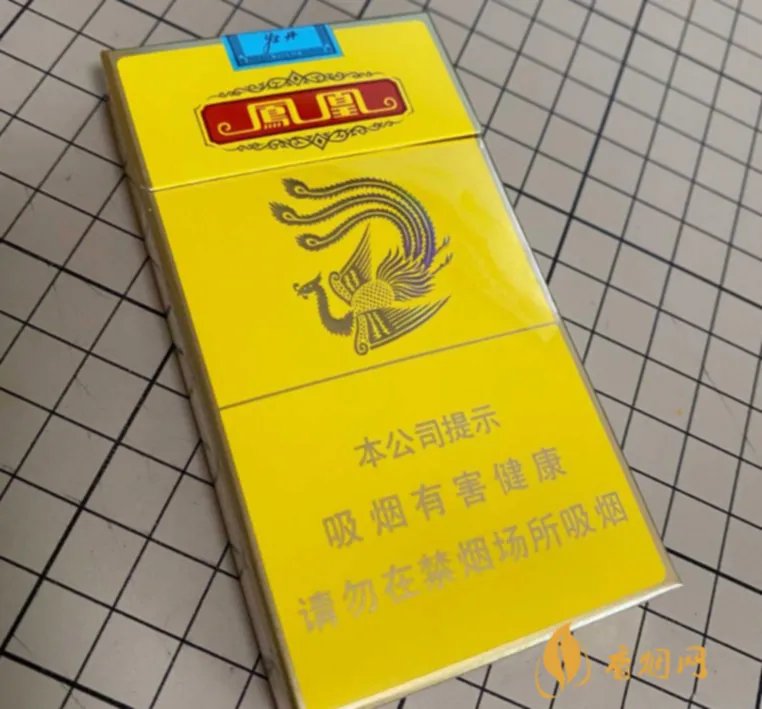 鳳凰
本公司提示
吸烟有害健康
请勿在禁烟场所吸烟
香烟网